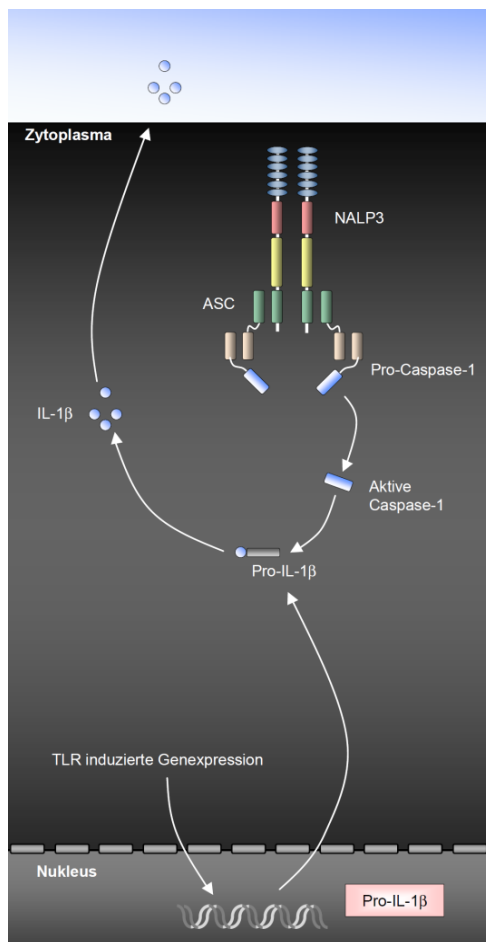 Zytoplasma
NALP3
ASC
Pro-Caspase-1
IL-1β
Aktive
Caspase-1
Pro-IL-1β
TLR induzierte Genexpression
Nukleus
Pro-IL-1β